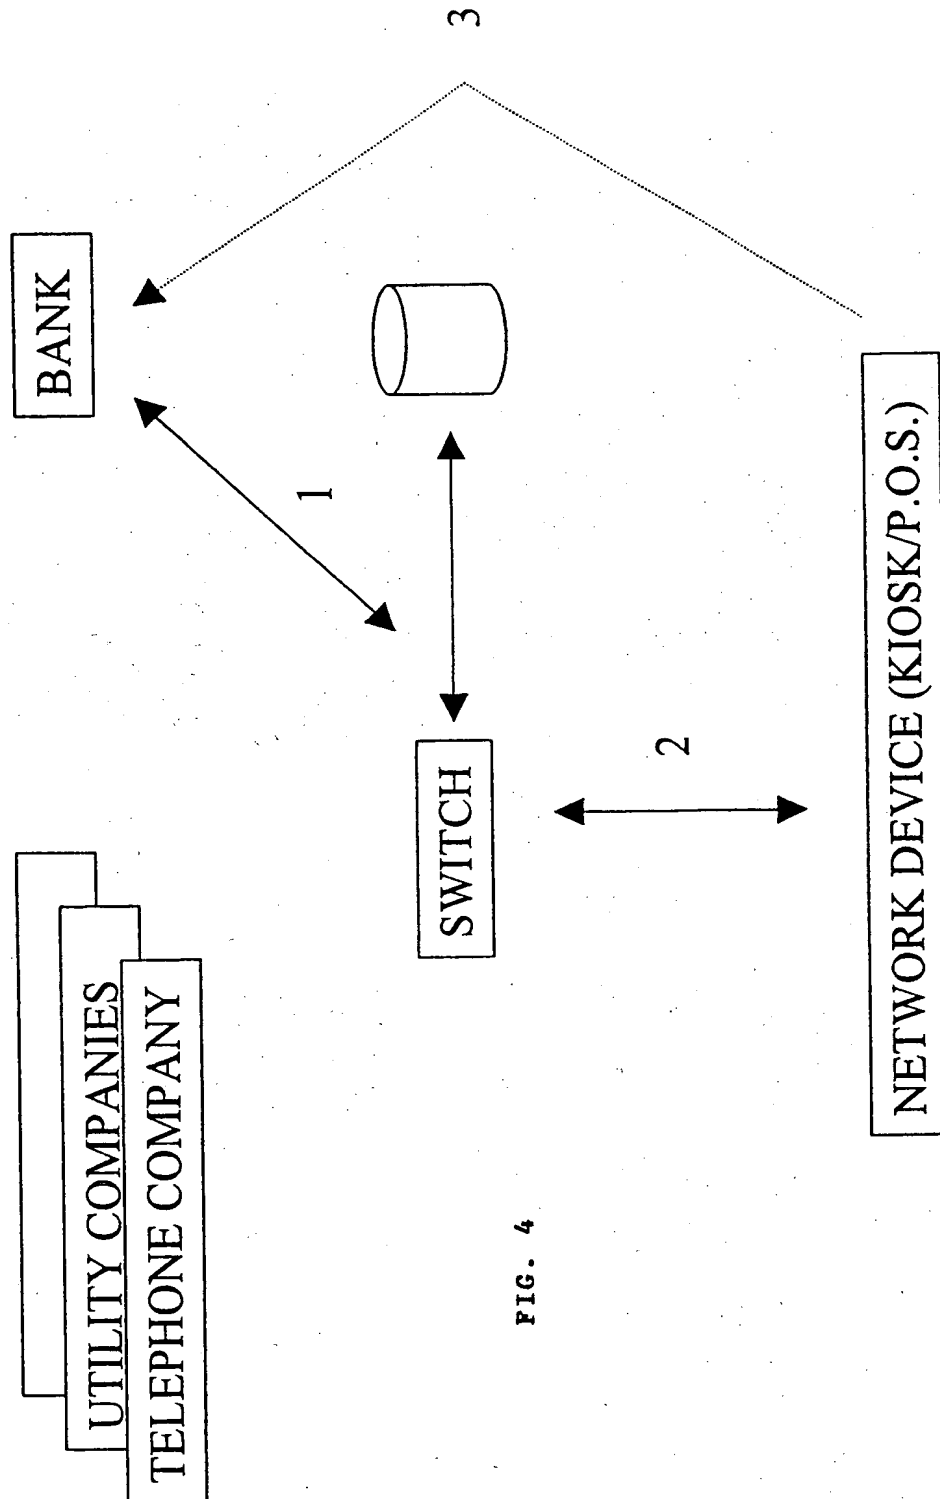 UTILITY COMPANIES
TELEPHONE COMPANY
BANK
3
1
SWITCH
2
NETWORK DEVICE (KIOSK/P.O.S.)
FIG. 4